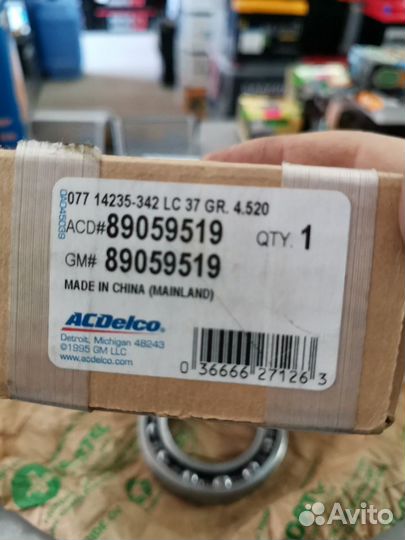 077 14235-342 LC 37 GR. 4.520
ACD# 89059519 QTY. 1
GM# 89059519
MADE IN CHINA (MAINLAND)
ACDelco
Detroit, Michigan 48243
©1995 GM LLC
www.acdelco.com
0 36666 27126 3
Avito